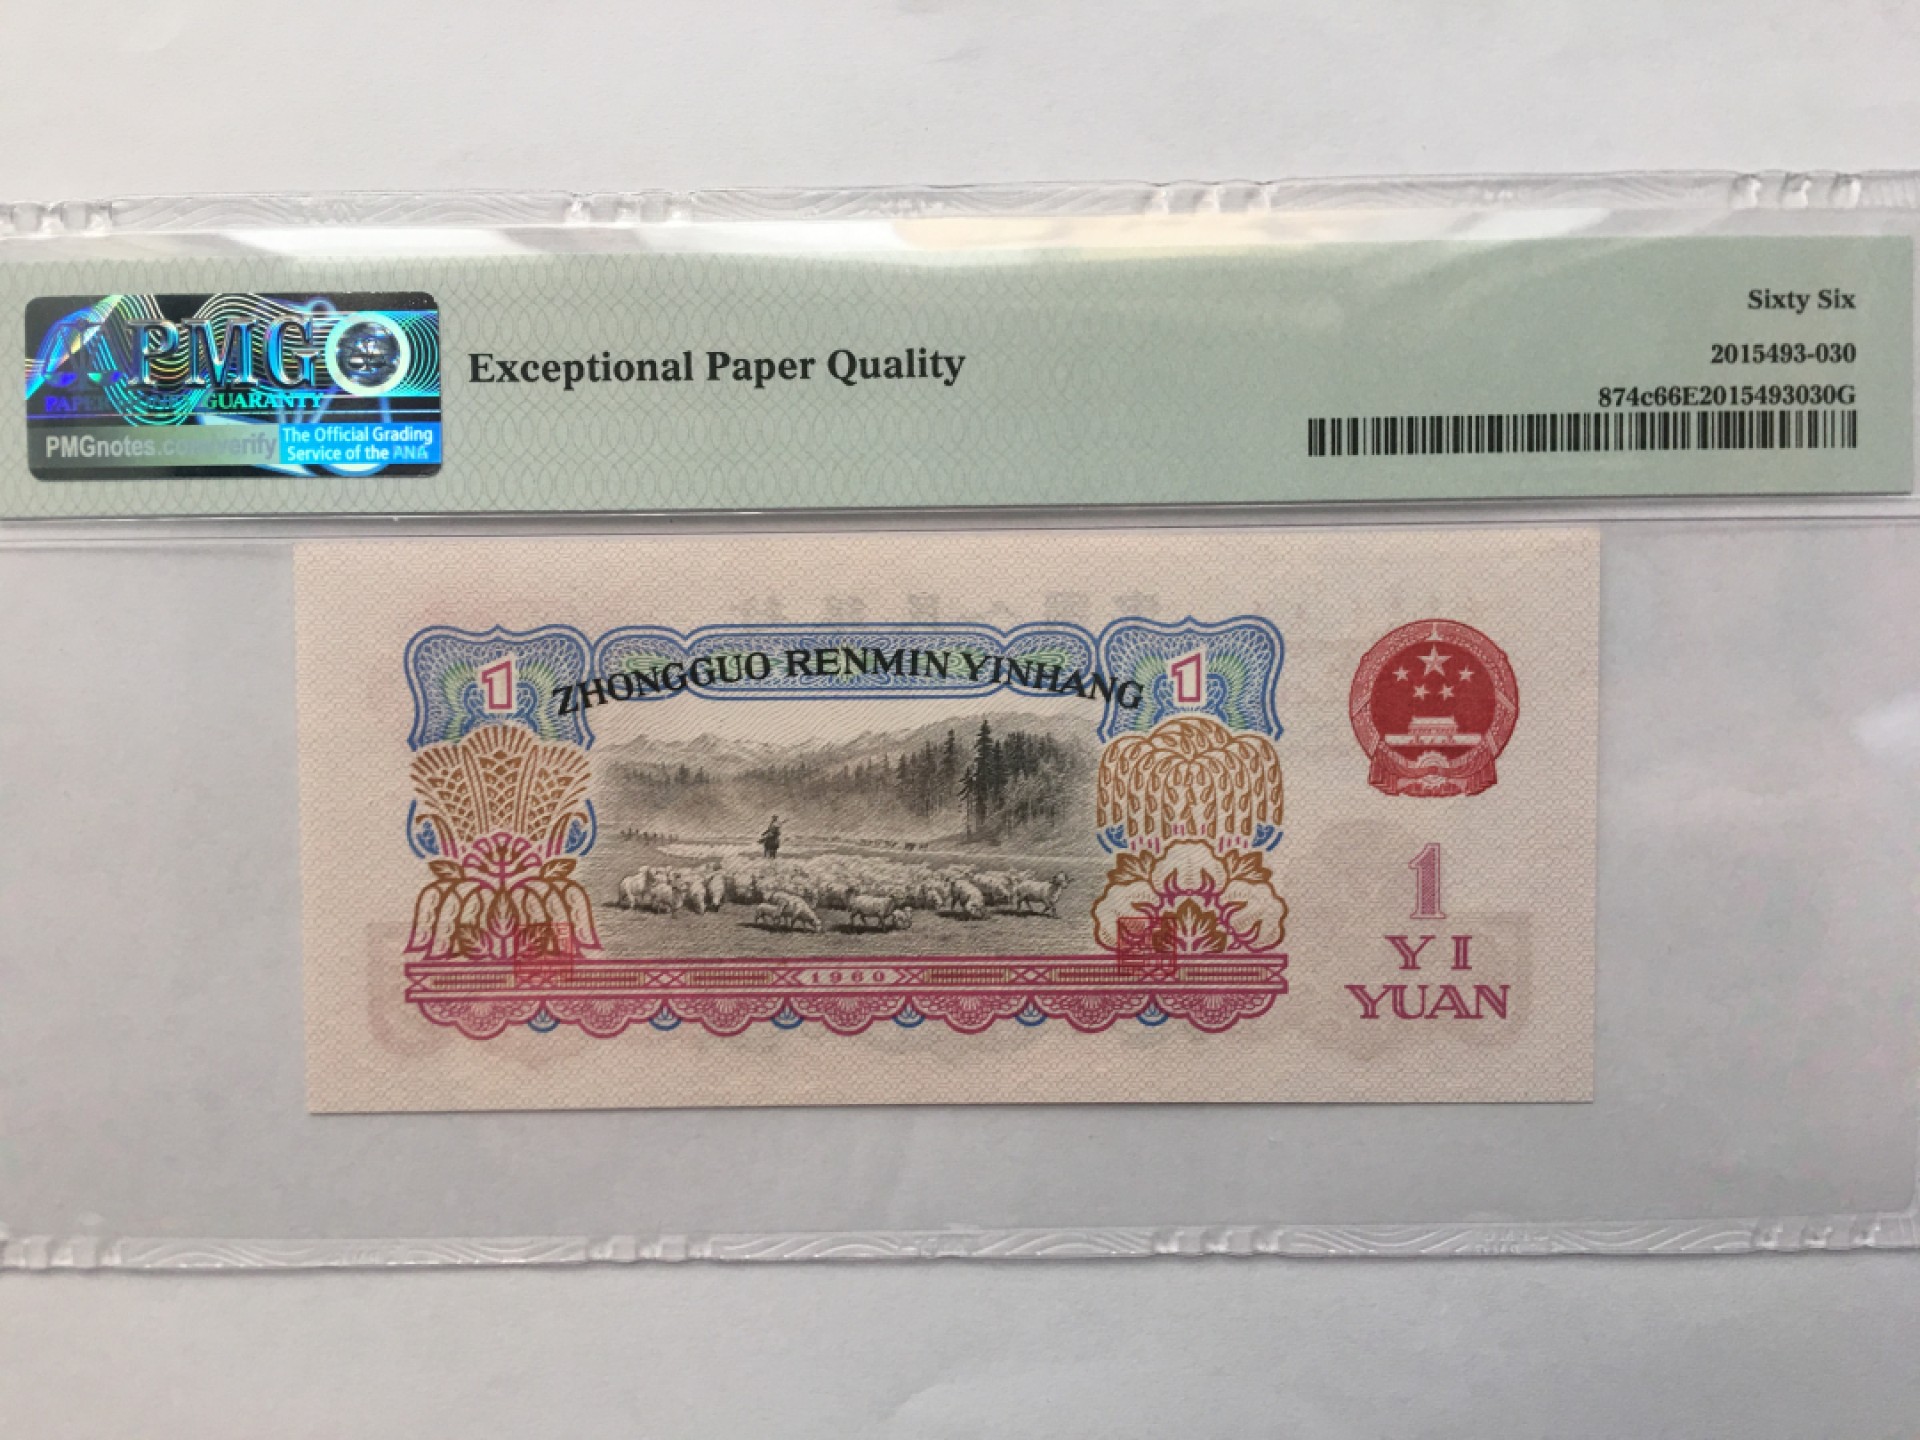 PMG
PAPER MONEY GUARANTY
PMGnotes.com/verify
The Official Grading
Service of the ANA
Exceptional Paper Quality
Sixty Six
2015493-030
874c66E2015493030G
1
ZHONGGUO RENMIN YINHANG
1
1960
1
YI
YUAN